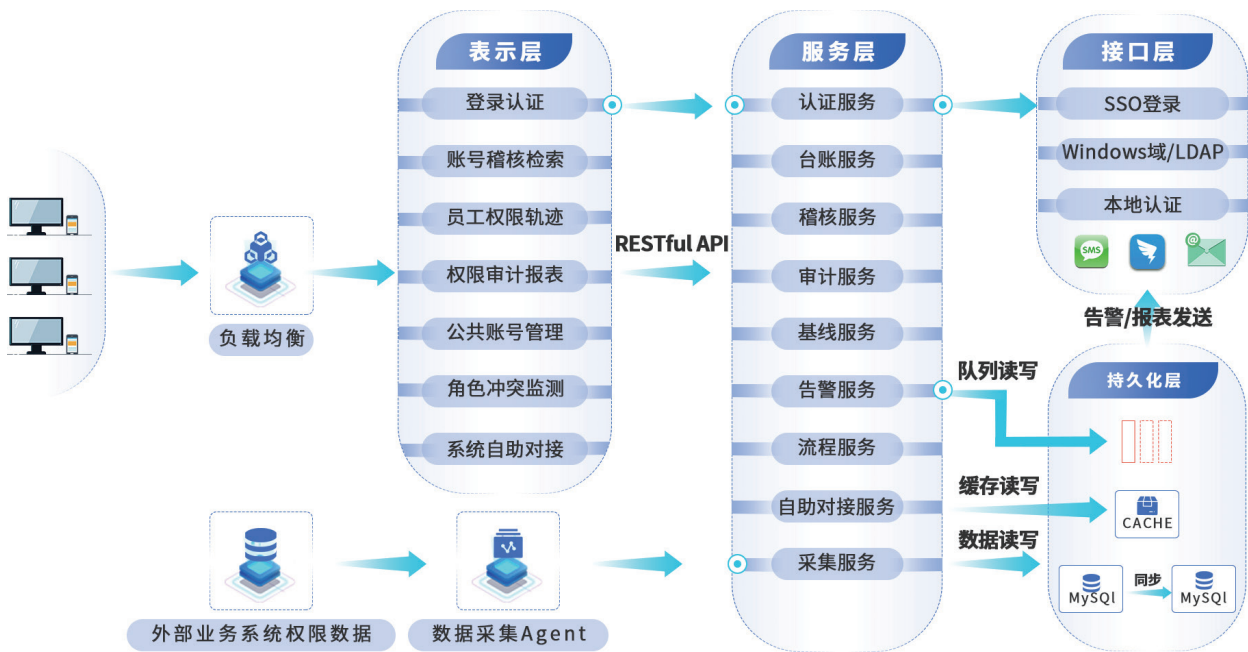 表示层
登录认证
账号稽核检索
员工权限轨迹
权限审计报表
公共账号管理
角色冲突监测
系统自助对接
负载均衡
外部业务系统权限数据
数据采集Agent
RESTful API
服务层
认证服务
台账服务
稽核服务
审计服务
基线服务
告警服务
流程服务
自助对接服务
采集服务
队列读写
缓存读写
数据读写
接口层
SSO登录
Windows域/LDAP
本地认证
SMS
@
告警/报表发送
持久化层
CACHE
MySQl
同步
MySQl